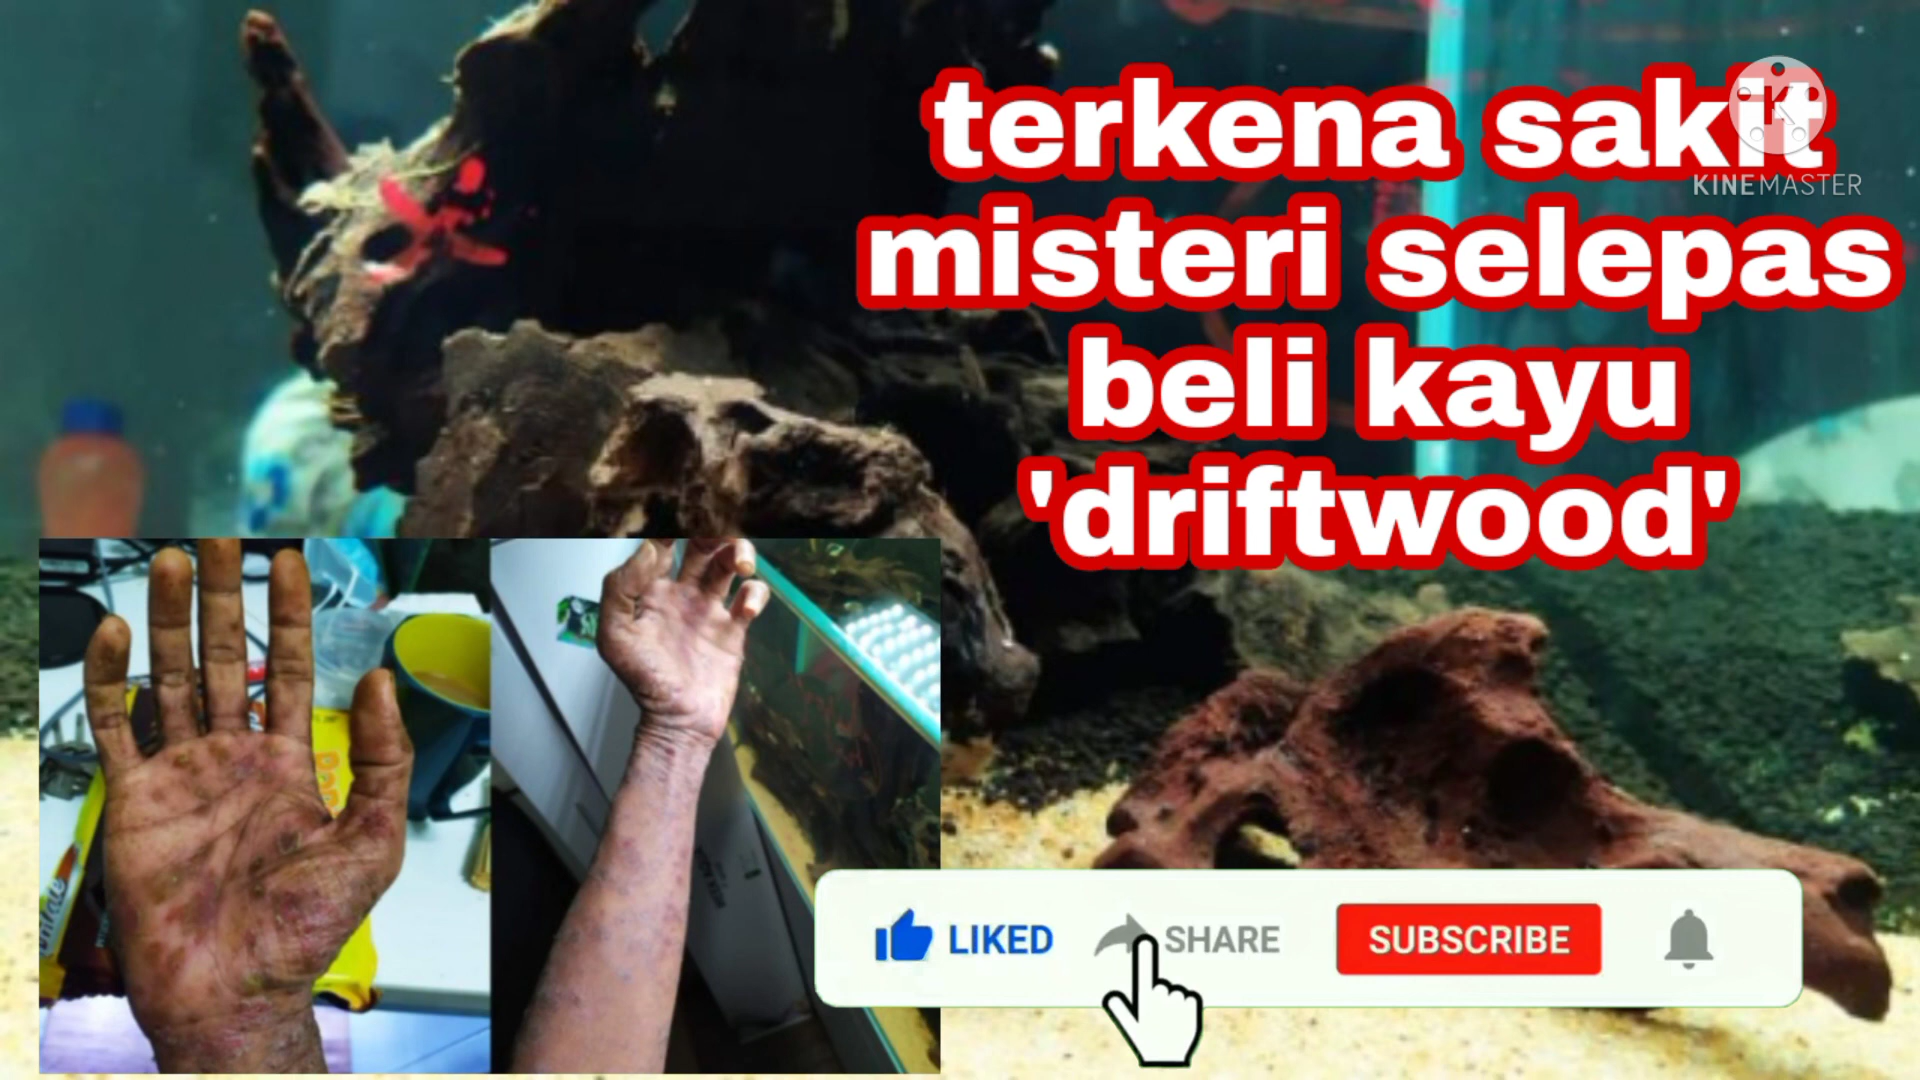 terkena sakit
misteri selepas
beli kayu
'driftwood'
KINEMASTER
LIKED
SHARE
SUBSCRIBE